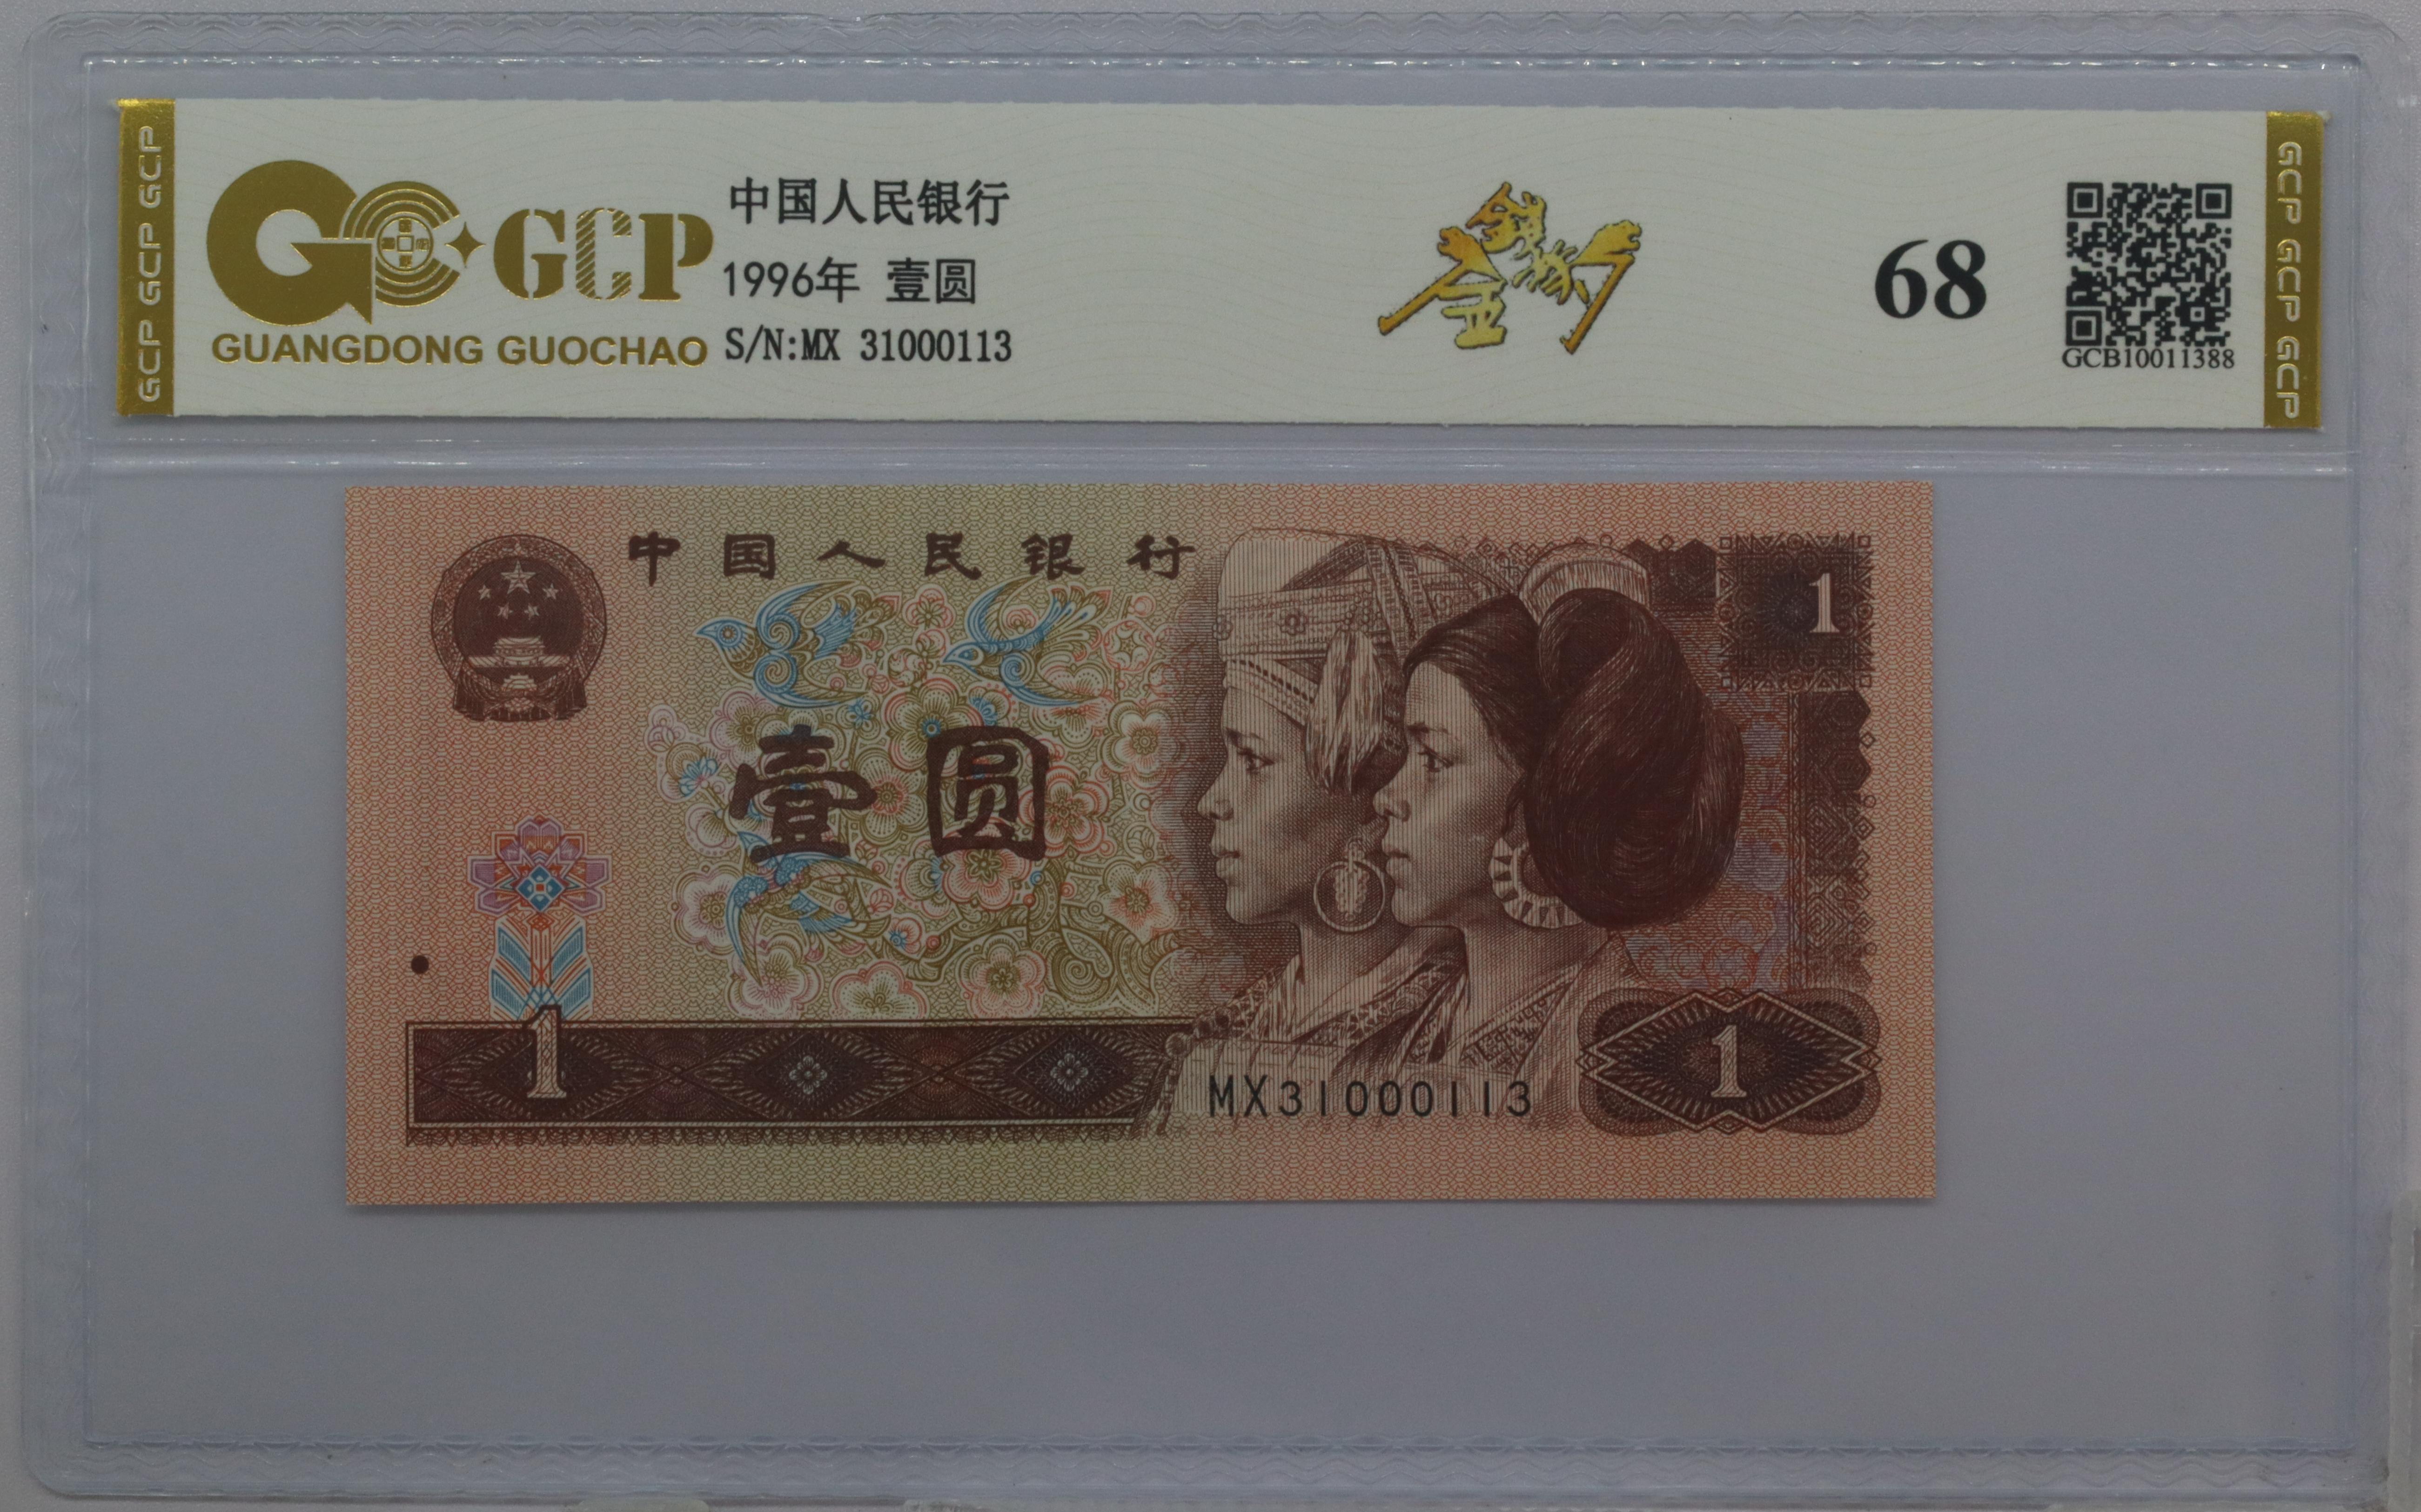 GCP GCP GCP
GCP
GUANGDONG GUOCHAO
中国人民银行
1996年 壹圆
S/N:MX 31000113
68
GCB10011388
GCP GCP GCP
中国人民银行
1
壹圆
1
1
MX31000113